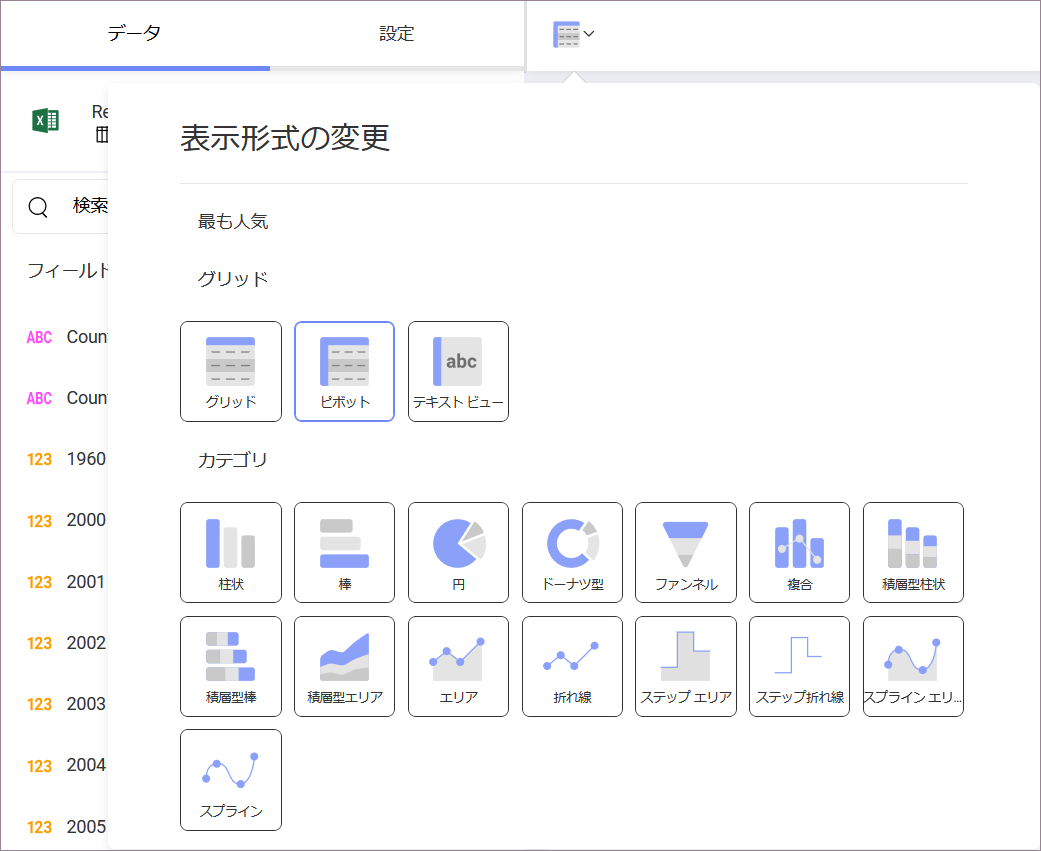 データ
設定
Re
検索
フィールド
ABC Coun
ABC Coun
123 1960
123 2000
123 2001
123 2002
123 2003
123 2004
123 2005
表示形式の変更
最も人気
グリッド
abc
グリッド ピボット テキスト ビュー
カテゴリ
柱状 棒 円 ドーナツ型 ファンネル 複合 積層型柱状
積層型棒 積層型エリア エリア 折れ線 ステップ エリア ステップ折れ線 スプライン エリ...
スプライン